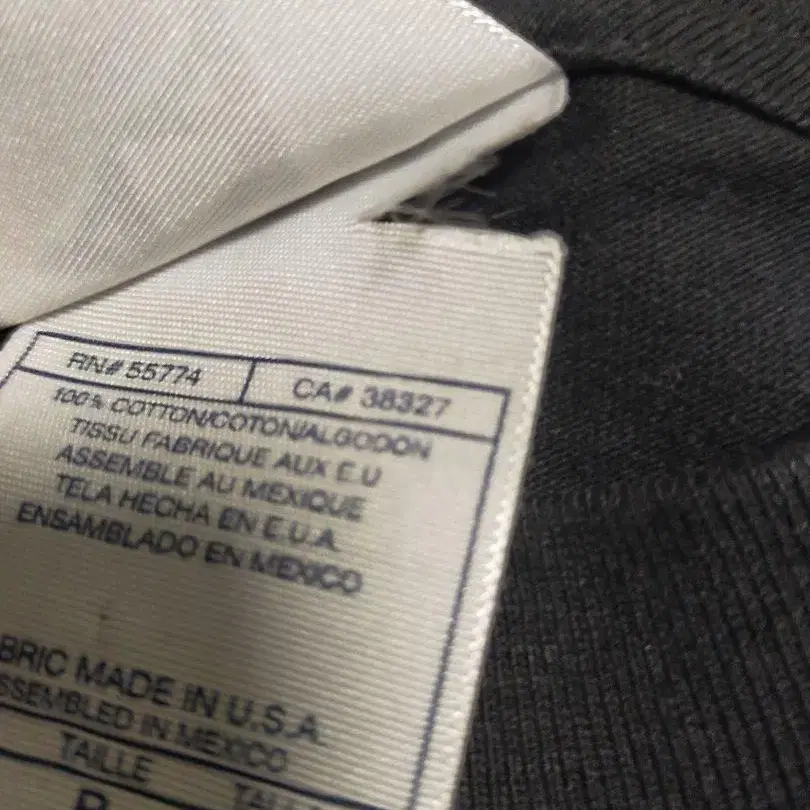 RN# 55774 CA# 38327
100% COTTON/COTON/ALGODON
TISSU FABRIQUE AUX E.U
ASSEMBLE AU MEXIQUE
TELA HECHA EN E.U.A.
ENSAMBLADO EN MEXICO
BRIC MADE IN U.S.A.
SSEMBLED IN MEXICO
TAILLE